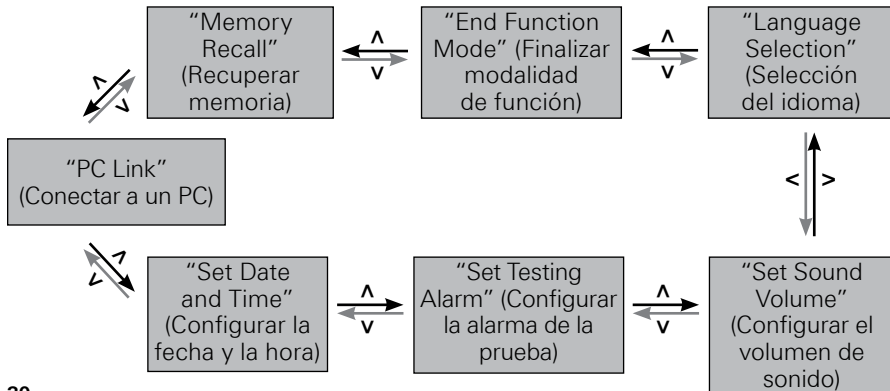 “Memory
Recall”
(Recuperar
memoria)
“End Function
Mode” (Finalizar
modalidad
de función)
“Language
Selection”
(Selección
del idioma)
“PC Link”
(Conectar a un PC)
“Set Date
and Time”
(Configurar la
fecha y la hora)
“Set Testing
Alarm” (Configurar
la alarma de la
prueba)
“Set Sound
Volume”
(Configurar el
volumen de
sonido)